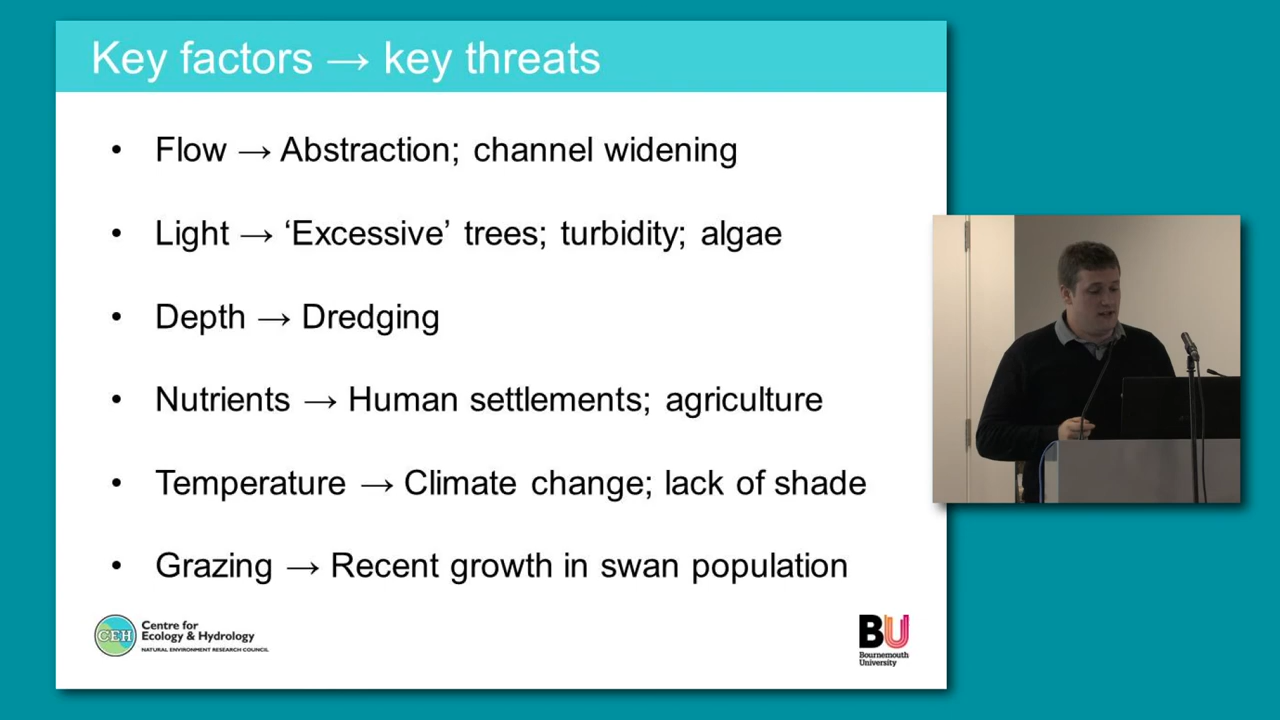 Key factors → key threats
• Flow → Abstraction; channel widening
• Light → ‘Excessive’ trees; turbidity; algae
• Depth → Dredging
• Nutrients → Human settlements; agriculture
• Temperature → Climate change; lack of shade
• Grazing → Recent growth in swan population
CEH
Centre for
Ecology & Hydrology
NATURAL ENVIRONMENT RESEARCH COUNCIL
BU
Bournemouth
University